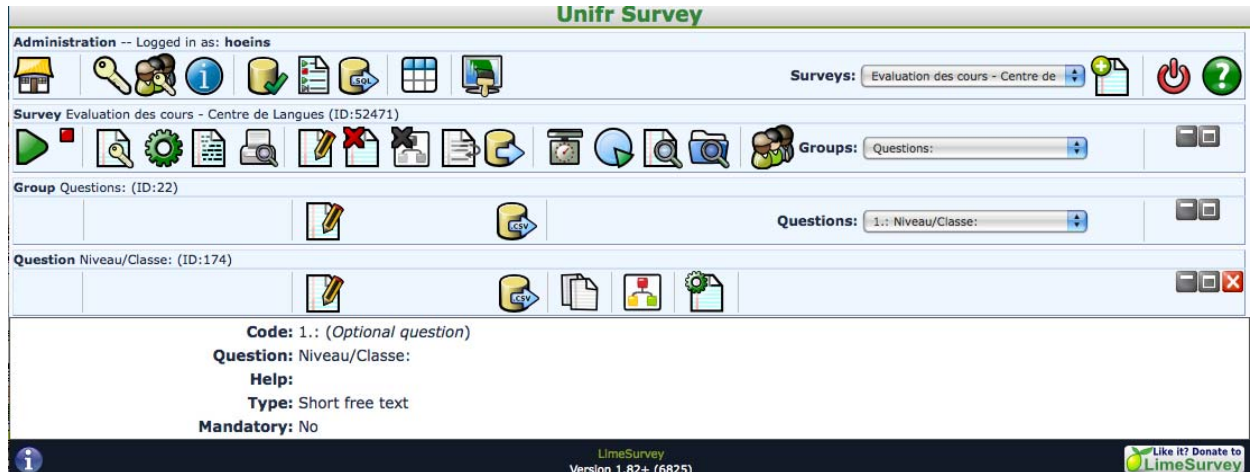 Unifr Survey
Administration -- Logged in as: hoeins
SQL
Surveys: Evaluation des cours - Centre de
Survey Evaluation des cours - Centre de Langues (ID:52471)
Groups: Questions:
Group Questions: (ID:22)
.csv
Questions: 1.: Niveau/Classe:
Question Niveau/Classe: (ID:174)
.csv
Code: 1.: (Optional question)
Question: Niveau/Classe:
Help:
Type: Short free text
Mandatory: No
LimeSurvey
Version 1.82+ (6825)
Like it? Donate to
LimeSurvey